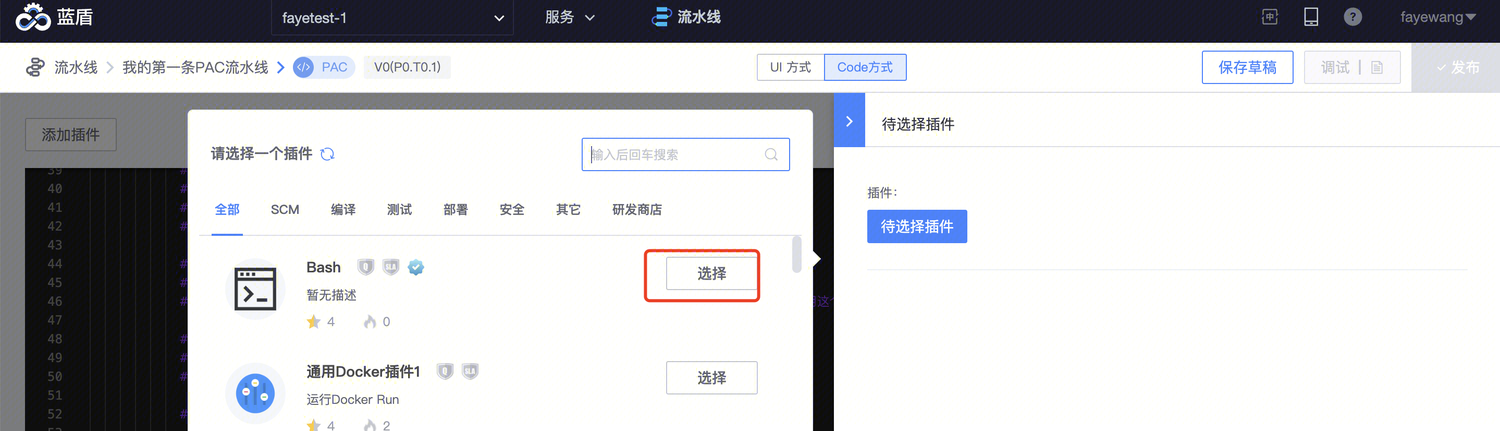 蓝盾 fayetest-1 服务 流水线 中 ? fayewang
流水线 我的第一条PAC流水线 PAC V0(P0.T0.1) UI 方式 Code方式 保存草稿 调试 发布
添加插件
请选择一个插件 输入后回车搜索
全部 SCM 编译 测试 部署 安全 其它 研发商店
Bash Q SLA 选择
暂无描述
4 0
通用Docker插件1 Q SLA 选择
运行Docker Run
4 2
39
40 #
41 #
42 #
43
44 #
45 #
46 #
47
48 #
49 #
50 #
51
52 #
待选择插件
插件:
待选择插件